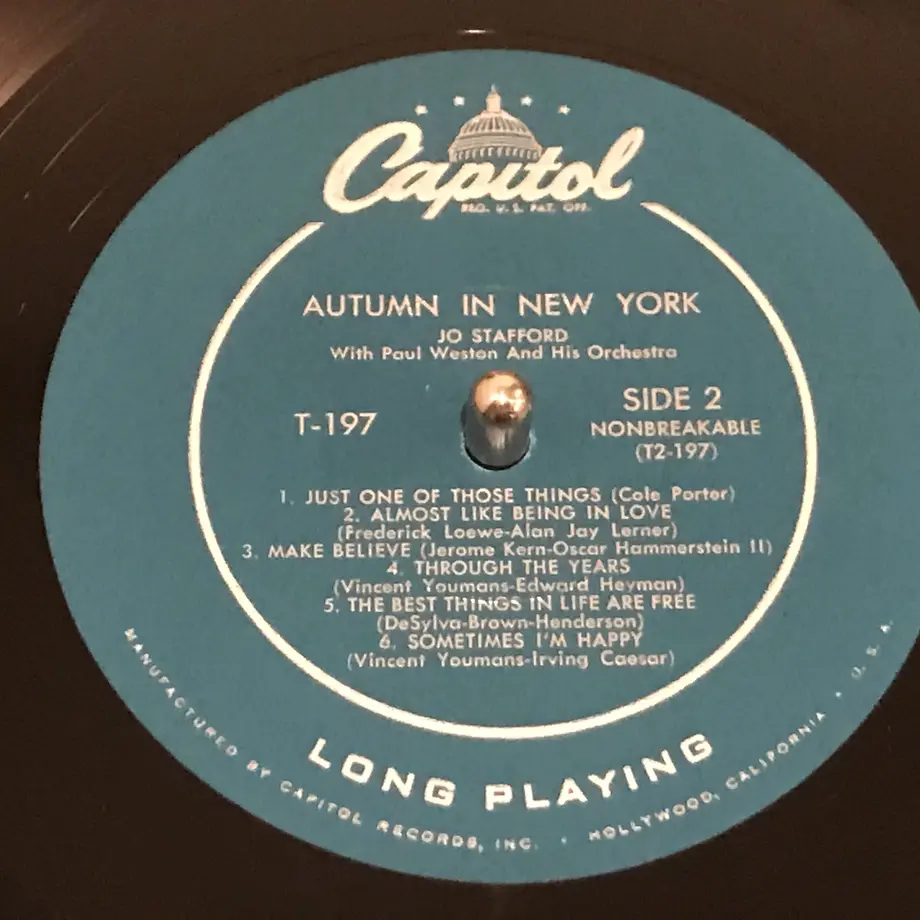 Capitol
REG. U. S. PAT. OFF.
AUTUMN IN NEW YORK
JO STAFFORD
With Paul Weston And His Orchestra
T-197
SIDE 2
NONBREAKABLE
(T2-197)
1. JUST ONE OF THOSE THINGS (Cole Porter)
2. ALMOST LIKE BEING IN LOVE
(Frederick Loewe-Alan Jay Lerner)
3. MAKE BELIEVE (Jerome Kern-Oscar Hammerstein II)
4. THROUGH THE YEARS
(Vincent Youmans-Edward Heyman)
5. THE BEST THINGS IN LIFE ARE FREE
(DeSylva-Brown-Henderson)
6. SOMETIMES I'M HAPPY
(Vincent Youmans-Irving Caesar)
LONG PLAYING
MANUFACTURED BY CAPITOL RECORDS, INC. • HOLLYWOOD, CALIFORNIA • U. S. A.